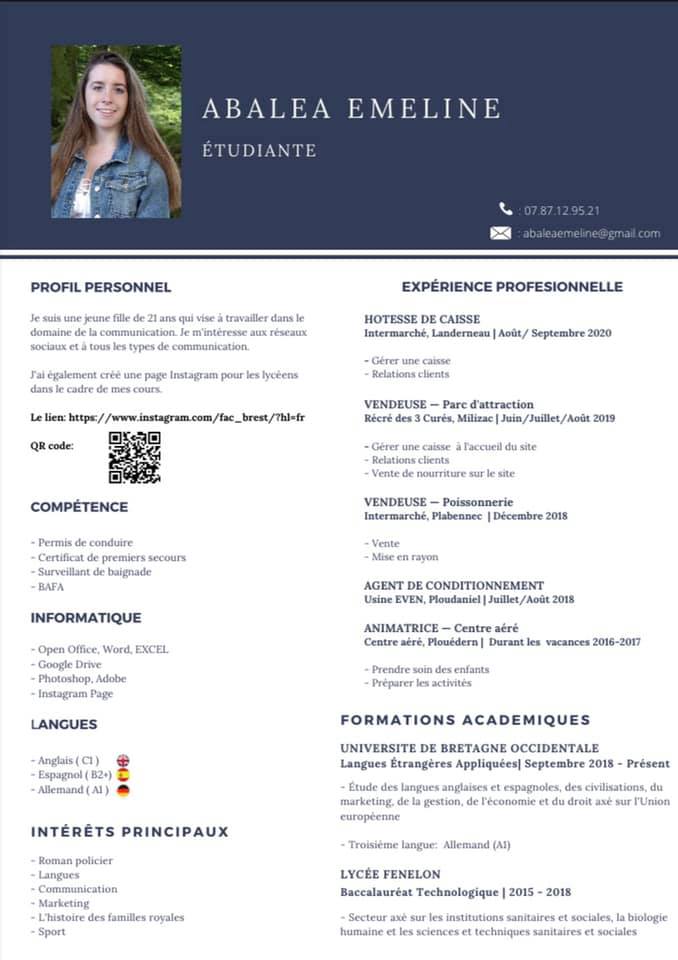 ABALEA EMELINE
ÉTUDIANTE
: 07.87.12.95.21
: abaleaemeline@gmail.com
PROFIL PERSONNEL
Je suis une jeune fille de 21 ans qui vise à travailler dans le
domaine de la communication. Je m'intéresse aux réseaux
sociaux et à tous les types de communication.
J'ai également créé une page Instagram pour les lycéens
dans le cadre de mes cours.
Le lien: https://www.instagram.com/fac_brest/?hl=fr
QR code:
COMPÉTENCE
- Permis de conduire
- Certificat de premiers secours
- Surveillant de baignade
- BAFA
INFORMATIQUE
- Open Office, Word, EXCEL
- Google Drive
- Photoshop, Adobe
- Instagram Page
LANGUES
- Anglais ( C1 )
- Espagnol ( B2+)
- Allemand ( A1 )
INTÉRÊTS PRINCIPAUX
- Roman policier
- Langues
- Communication
- Marketing
- L'histoire des familles royales
- Sport
EXPÉRIENCE PROFESIONNELLE
HOTESSE DE CAISSE
Intermarché, Landerneau | Août/ Septembre 2020
- Gérer une caisse
- Relations clients
VENDEUSE — Parc d'attraction
Récré des 3 Curés, Milizac | Juin/Juillet/Août 2019
- Gérer une caisse à l'accueil du site
- Relations clients
- Vente de nourriture sur le site
VENDEUSE — Poissonnerie
Intermarché, Plabennec | Décembre 2018
- Vente
- Mise en rayon
AGENT DE CONDITIONNEMENT
Usine EVEN, Ploudaniel | Juillet/Août 2018
ANIMATRICE — Centre aéré
Centre aéré, Plouédern | Durant les vacances 2016-2017
- Prendre soin des enfants
- Préparer les activités
FORMATIONS ACADEMIQUES
UNIVERSITE DE BRETAGNE OCCIDENTALE
Langues Étrangères Appliquées| Septembre 2018 - Présent
- Étude des langues anglaises et espagnoles, des civilisations, du
marketing, de la gestion, de l'économie et du droit axé sur l'Union
européenne
- Troisième langue: Allemand (A1)
LYCÉE FENELON
Baccalauréat Technologique | 2015 - 2018
- Secteur axé sur les institutions sanitaires et sociales, la biologie
humaine et les sciences et techniques sanitaires et sociales